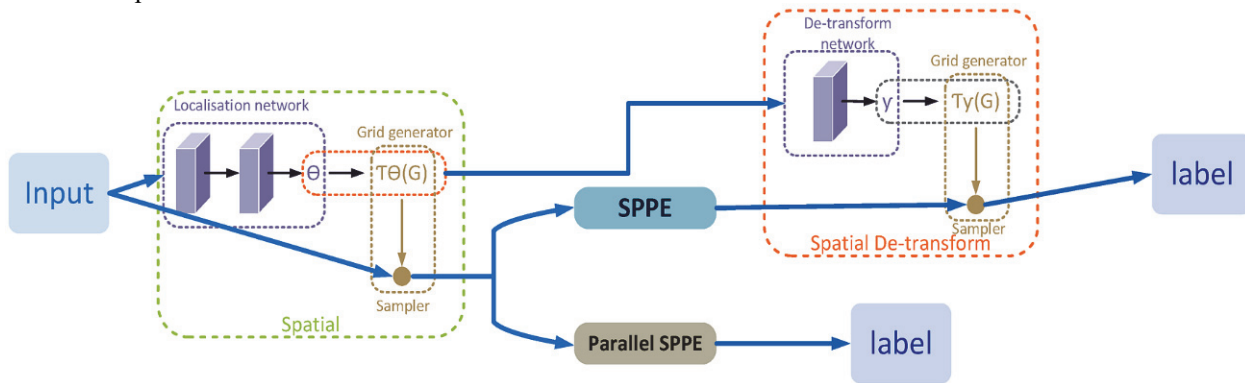 De-transform
network
Grid generator
Localisation network
y
Ty(G)
Grid generator
Input
Θ
TΘ(G)
SPPE
label
Sampler
Spatial De-transform
Sampler
Spatial
Parallel SPPE
label